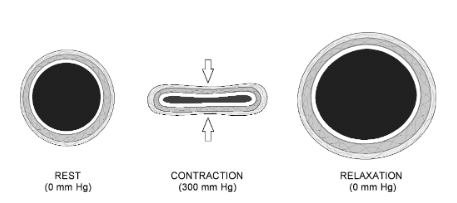 REST
(0 mm Hg)
CONTRACTION
(300 mm Hg)
RELAXATION
(0 mm Hg)